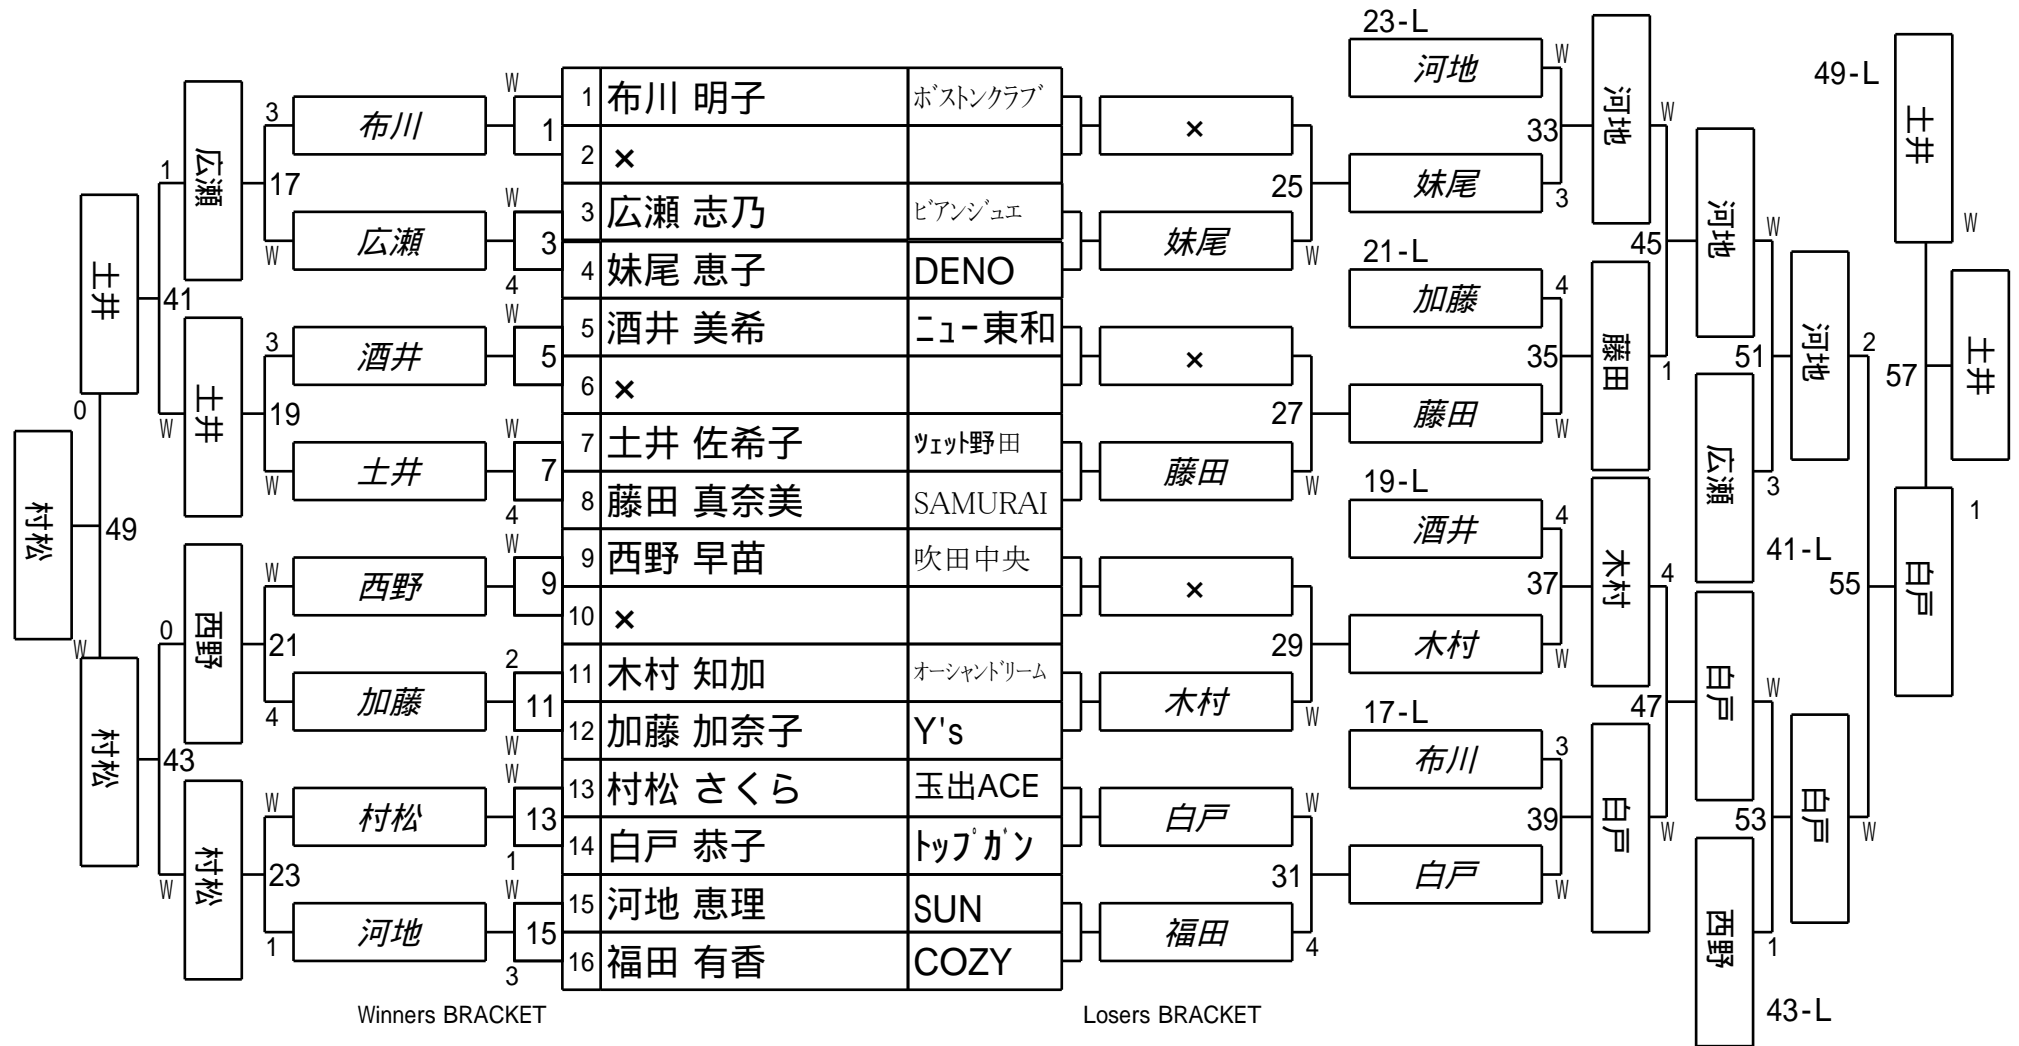 1 布川 明子 ボストンクラブ
2 ×
3 広瀬 志乃 ビアンジュエ
4 妹尾 恵子 DENO
5 酒井 美希 ニュー東和
6 ×
7 土井 佐希子 ツェット野田
8 藤田 真奈美 SAMURAI
9 西野 早苗 吹田中央
10 ×
11 木村 知加 オーシャンドリーム
12 加藤 加奈子 Y's
13 村松 さくら 玉出ACE
14 白戸 恭子 トップガン
15 河地 恵理 SUN
16 福田 有香 COZY
Winners BRACKET
W 1
W 3 4
W 5
W 7 4
W 9
2 11 W
W 13 1
W 15 3
3 布川
17
W 広瀬
3 酒井
19
W 土井
W 西野
21
4 加藤
W 村松
23
1 河地
1 広瀬
41
W 土井
0 西野
43
W 村松
土井 0
49
村松 W
村松
Losers BRACKET
×
25
妹尾 W
×
27
藤田 W
×
29
木村 W
白戸 W
31
福田 4
23-L
河地 W
33
妹尾 3
21-L
加藤 4
35
藤田 W
19-L
酒井 4
37
木村 W
17-L
布川 3
39
白戸 W
河地 W
45
藤田 1
木村 4
47
白戸 W
河地 W
51
広瀬 3
41-L
白戸 W
53
西野 1
43-L
河地 2
55
白戸 W
49-L
土井 W
57
白戸 1
土井